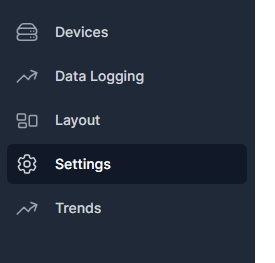 Devices
Data Logging
Layout
Settings
Trends